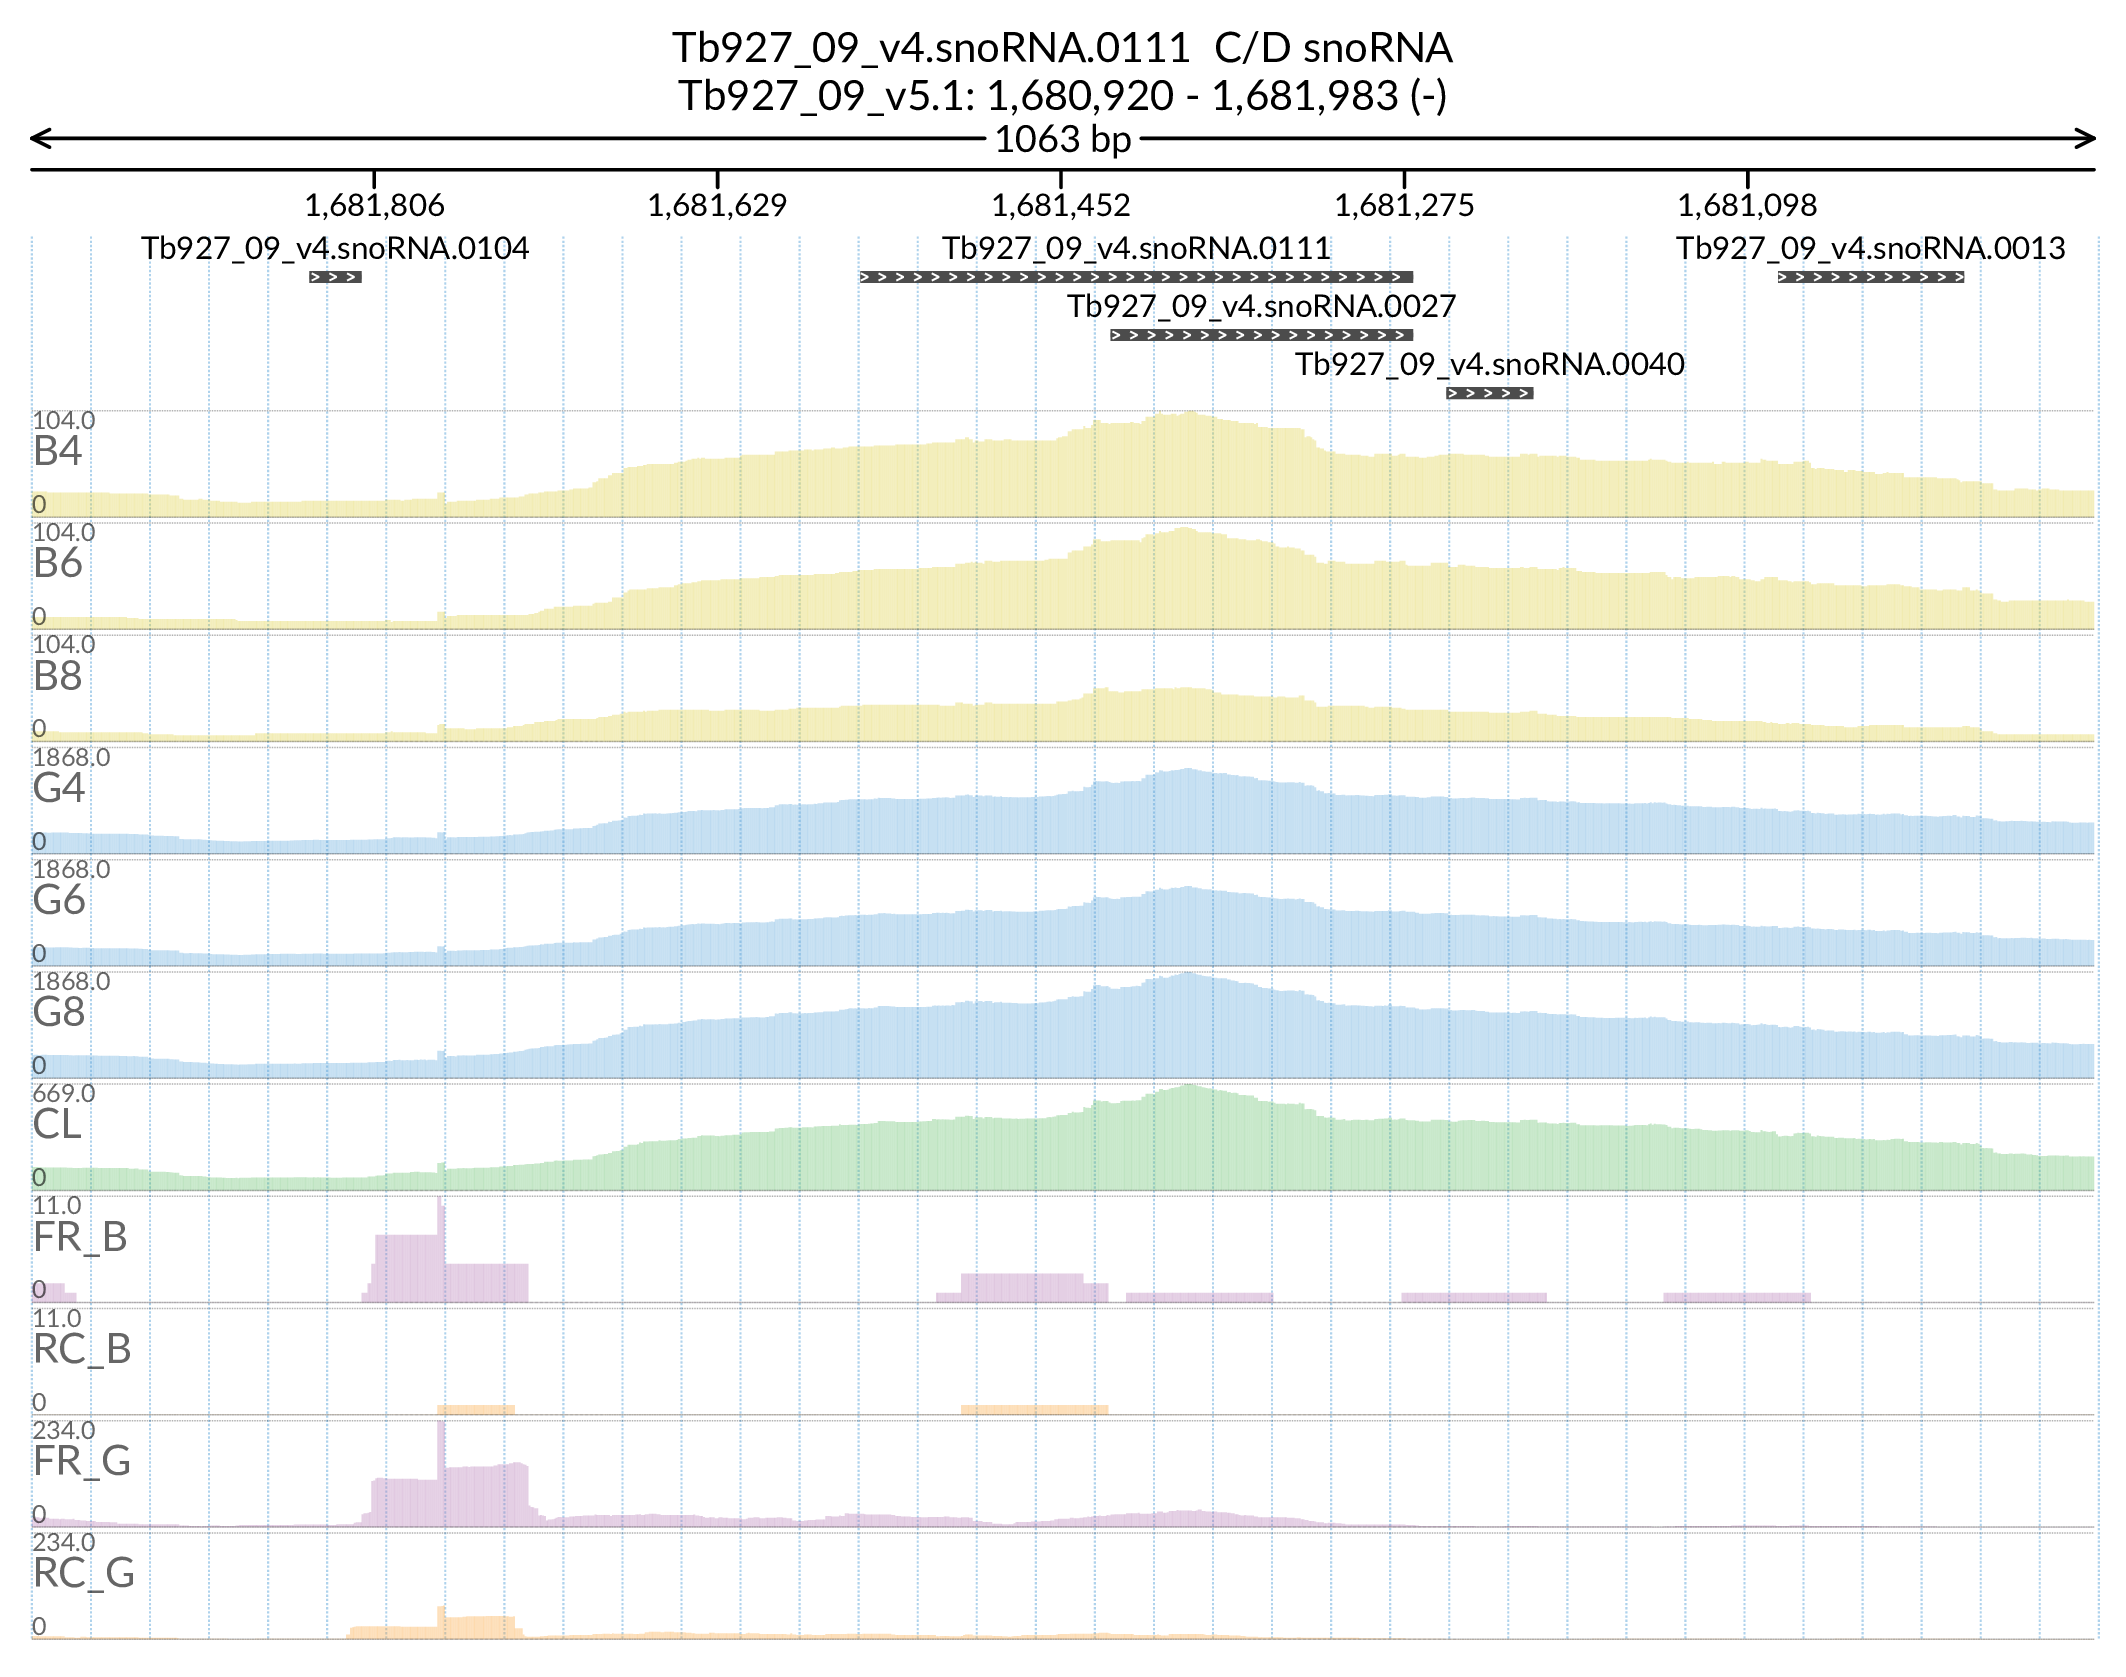 Tb927_09_v4.snoRNA.0111 C/D snoRNA
Tb927_09_v5.1: 1,680,920 - 1,681,983 (-)
1063 bp
1,681,806 1,681,629 1,681,452 1,681,275 1,681,098
Tb927_09_v4.snoRNA.0104 Tb927_09_v4.snoRNA.0111 Tb927_09_v4.snoRNA.0013
Tb927_09_v4.snoRNA.0027
Tb927_09_v4.snoRNA.0040
104.0
B4
0
104.0
B6
0
104.0
B8
0
1868.0
G4
0
1868.0
G6
0
1868.0
G8
0
669.0
CL
0
11.0
FR_B
0
11.0
RC_B
0
234.0
FR_G
0
234.0
RC_G
0